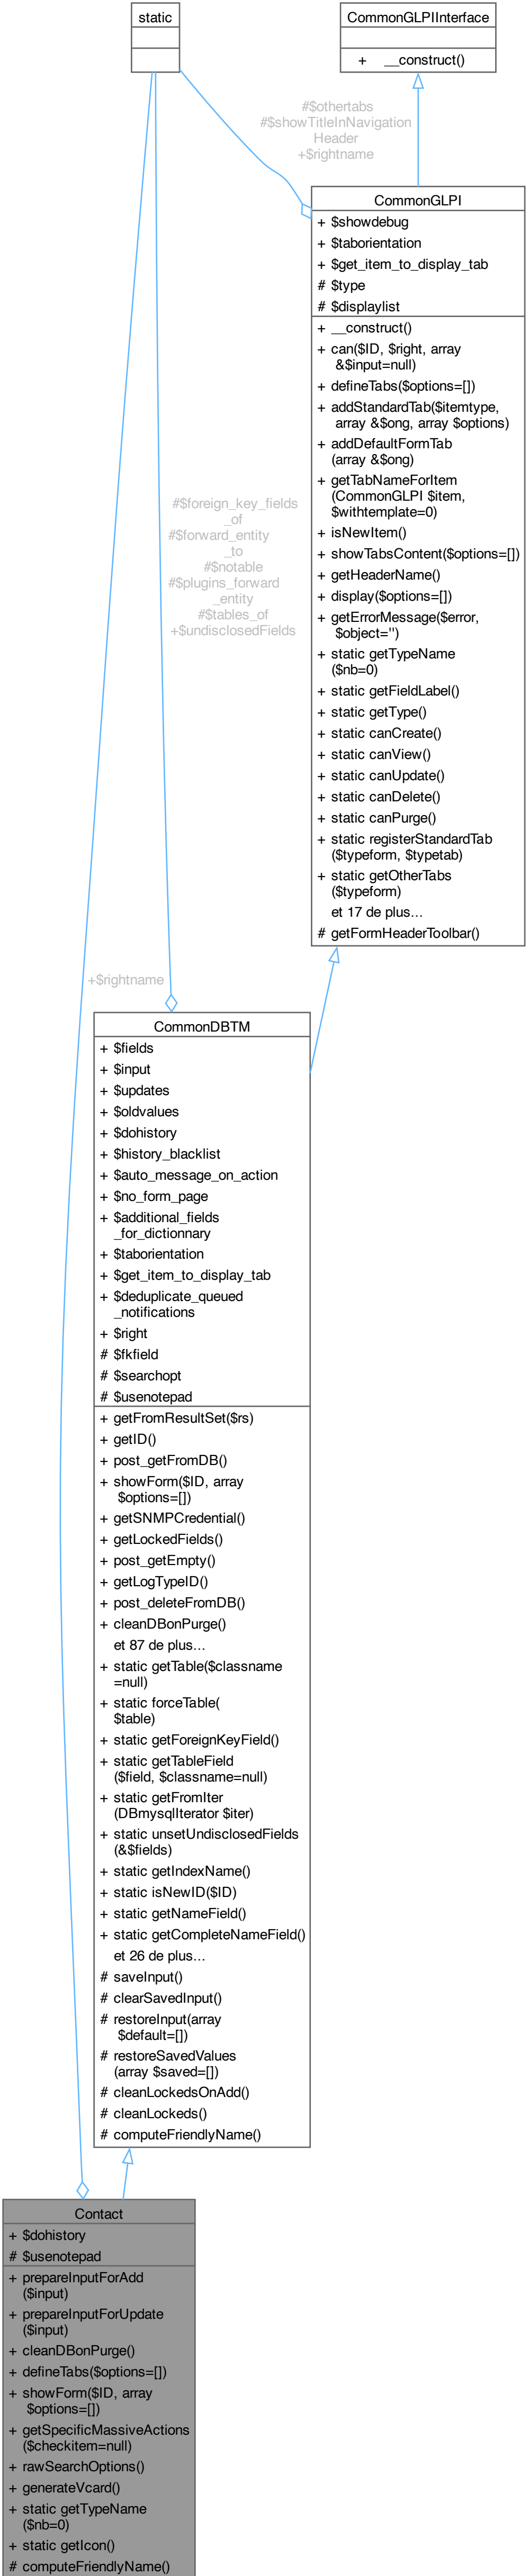 static
CommonGLPIInterface
+ __construct()
#$othertabs
#$showTitleInNavigation
Header
+$rightname
CommonGLPI
+ $showdebug
+ $taborientation
+ $get_item_to_display_tab
# $type
# $displaylist
+ __construct()
+ can($ID, $right, array
&$input=null)
+ defineTabs($options=[])
+ addStandardTab($itemtype,
array &$ong, array $options)
+ addDefaultFormTab
(array &$ong)
+ getTabNameForItem
(CommonGLPI $item,
$withtemplate=0)
+ isNewItem()
+ showTabsContent($options=[])
+ getHeaderName()
+ display($options=[])
+ getErrorMessage($error,
$object='')
+ static getTypeName
($nb=0)
+ static getFieldLabel()
+ static getType()
+ static canCreate()
+ static canView()
+ static canUpdate()
+ static canDelete()
+ static canPurge()
+ static registerStandardTab
($typeform, $typetab)
+ static getOtherTabs
($typeform)
et 17 de plus...
# getFormHeaderToolbar()
#$foreign_key_fields
_of
#$forward_entity
_to
#$notable
#$plugins_forward
_entity
#$tables_of
+$undisclosedFields
+$rightname
CommonDBTM
+ $fields
+ $input
+ $updates
+ $oldvalues
+ $dohistory
+ $history_blacklist
+ $auto_message_on_action
+ $no_form_page
+ $additional_fields
_for_dictionnary
+ $taborientation
+ $get_item_to_display_tab
+ $deduplicate_queued
_notifications
+ $right
# $fkfield
# $searchopt
# $usenotepad
+ getFromResultSet($rs)
+ getID()
+ post_getFromDB()
+ showForm($ID, array
$options=[])
+ getSNMPCredential()
+ getLockedFields()
+ post_getEmpty()
+ getLogTypeID()
+ post_deleteFromDB()
+ cleanDBonPurge()
et 87 de plus...
+ static getTable($classname
=null)
+ static forceTable(
$table)
+ static getForeignKeyField()
+ static getTableField
($field, $classname=null)
+ static getFromIter
(DBmysqlIterator $iter)
+ static unsetUndisclosedFields
(&$fields)
+ static getIndexName()
+ static isNewID($ID)
+ static getNameField()
+ static getCompleteNameField()
et 26 de plus...
# saveInput()
# clearSavedInput()
# restoreInput(array
$default=[])
# restoreSavedValues
(array $saved=[])
# cleanLockedsOnAdd()
# cleanLockeds()
# computeFriendlyName()
Contact
+ $dohistory
# $usenotepad
+ prepareInputForAdd
($input)
+ prepareInputForUpdate
($input)
+ cleanDBonPurge()
+ defineTabs($options=[])
+ showForm($ID, array
$options=[])
+ getSpecificMassiveActions
($checkitem=null)
+ rawSearchOptions()
+ generateVcard()
+ static getTypeName
($nb=0)
+ static getIcon()
# computeFriendlyName()